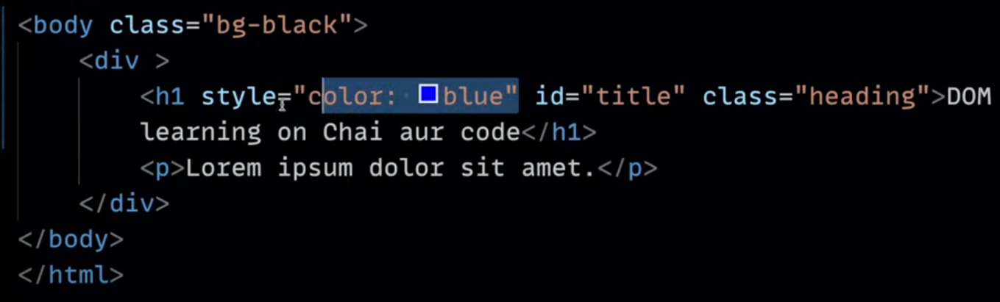 <body class="bg-black">
<div >
<h1 style="color: blue" id="title" class="heading">DOM
learning on Chai aur code</h1>
<p>Lorem ipsum dolor sit amet.</p>
</div>
</body>
</html>